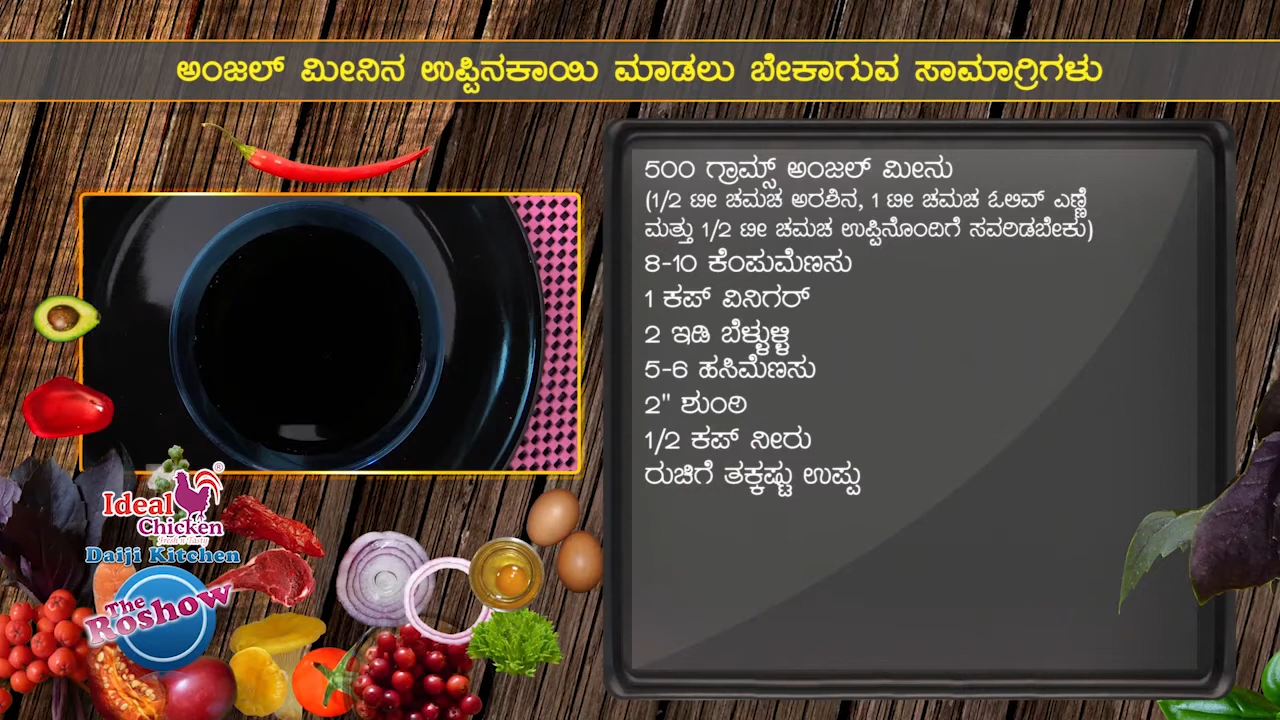 ಅಂಜಲ್ ಮೀನಿನ ಉಪ್ಪಿನಕಾಯಿ ಮಾಡಲು ಬೇಕಾಗುವ ಸಾಮಾಗ್ರಿಗಳು
500 ಗ್ರಾಮ್ಸ್ ಅಂಜಲ್ ಮೀನು
(1/2 ಟೀ ಚಮಚ ಅರಶಿನ, 1 ಟೀ ಚಮಚ ಓಲಿವ್ ಎಣ್ಣೆ
ಮತ್ತು 1/2 ಟೀ ಚಮಚ ಉಪ್ಪಿನೊಂದಿಗೆ ಸವರಿಡಬೇಕು)
8-10 ಕೆಂಪುಮೆಣಸು
1 ಕಪ್ ವಿನಿಗರ್
2 ಇಡಿ ಬೆಳ್ಳುಳ್ಳಿ
5-6 ಹಸಿಮೆಣಸು
2" ಶುಂಠಿ
1/2 ಕಪ್ ನೀರು
ರುಚಿಗೆ ತಕ್ಕಷ್ಟು ಉಪ್ಪು
Ideal ®
Chicken
Fresh n Tasty
Daiji Kitchen
The
Roshow